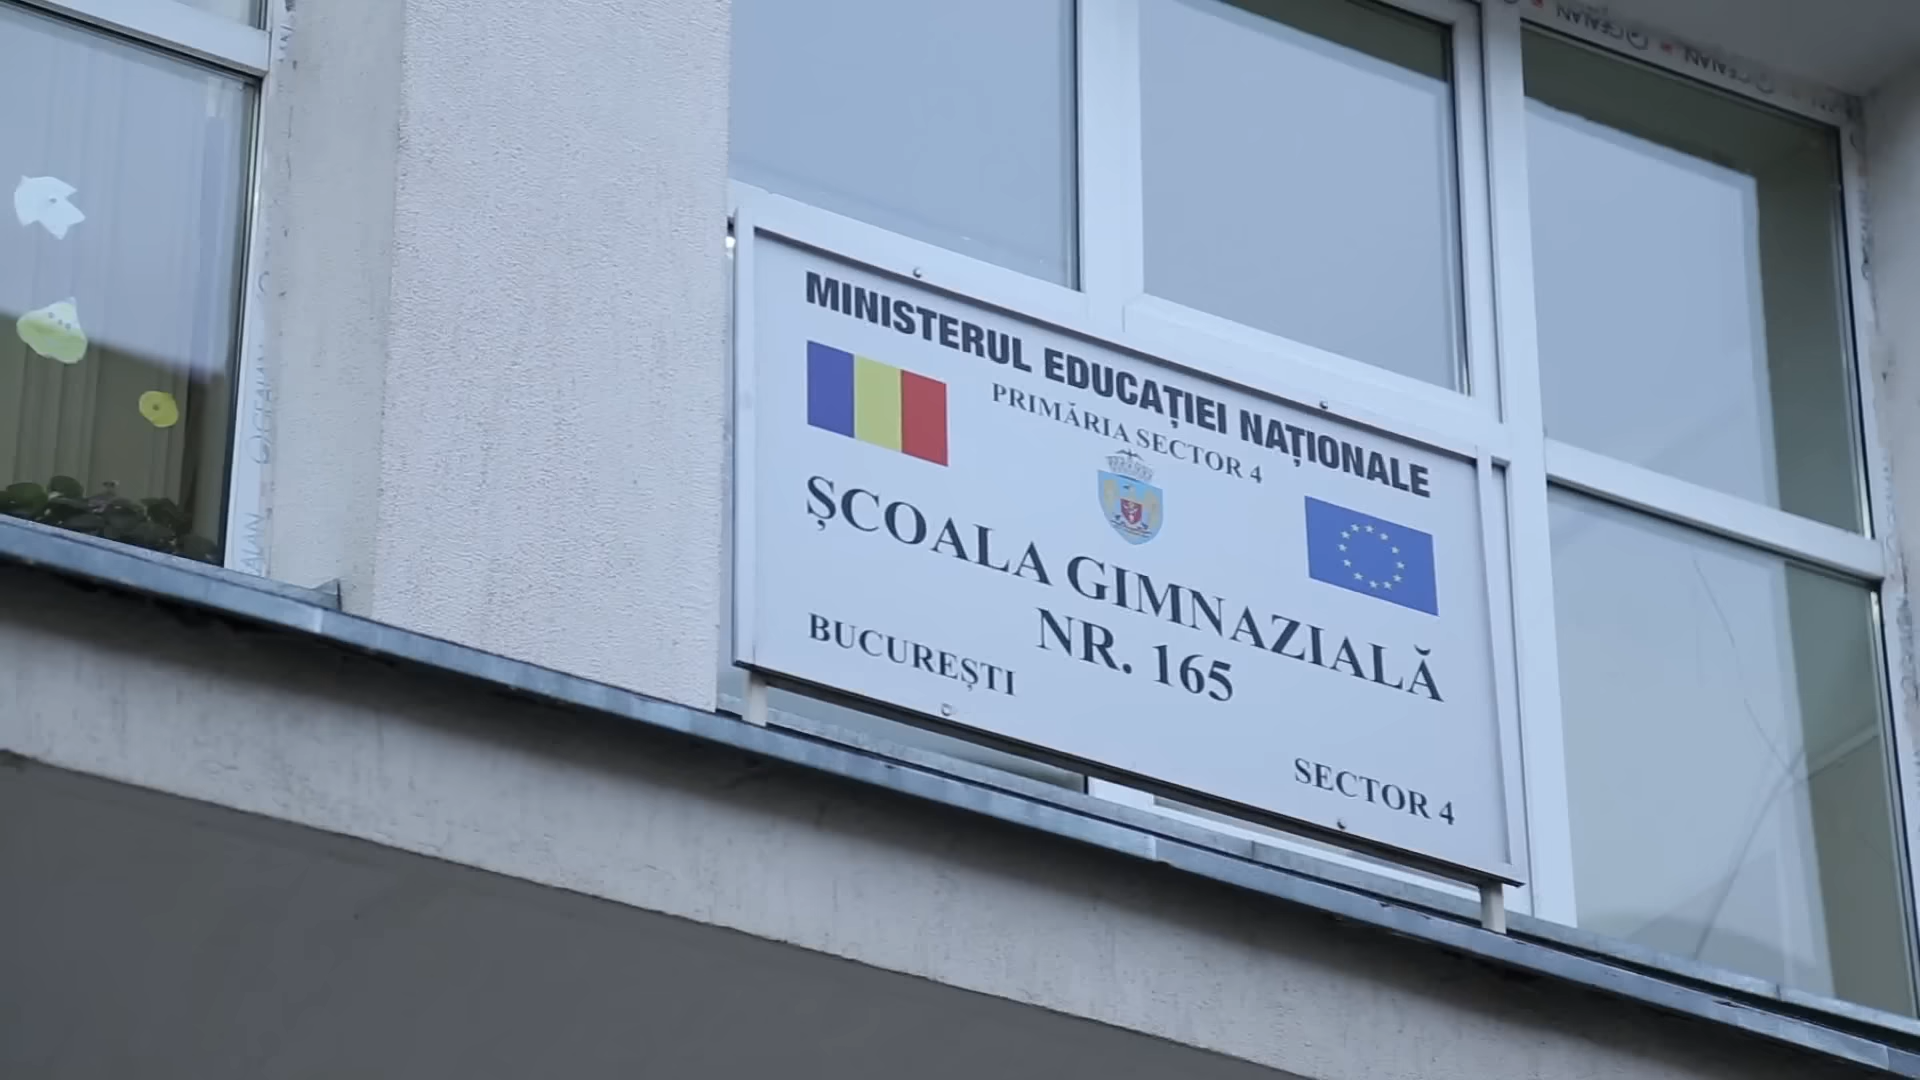 MINISTERUL EDUCAȚIEI NAȚIONALE
PRIMĂRIA SECTOR 4
ȘCOALA GIMNAZIALĂ
NR. 165
BUCUREȘTI
SECTOR 4